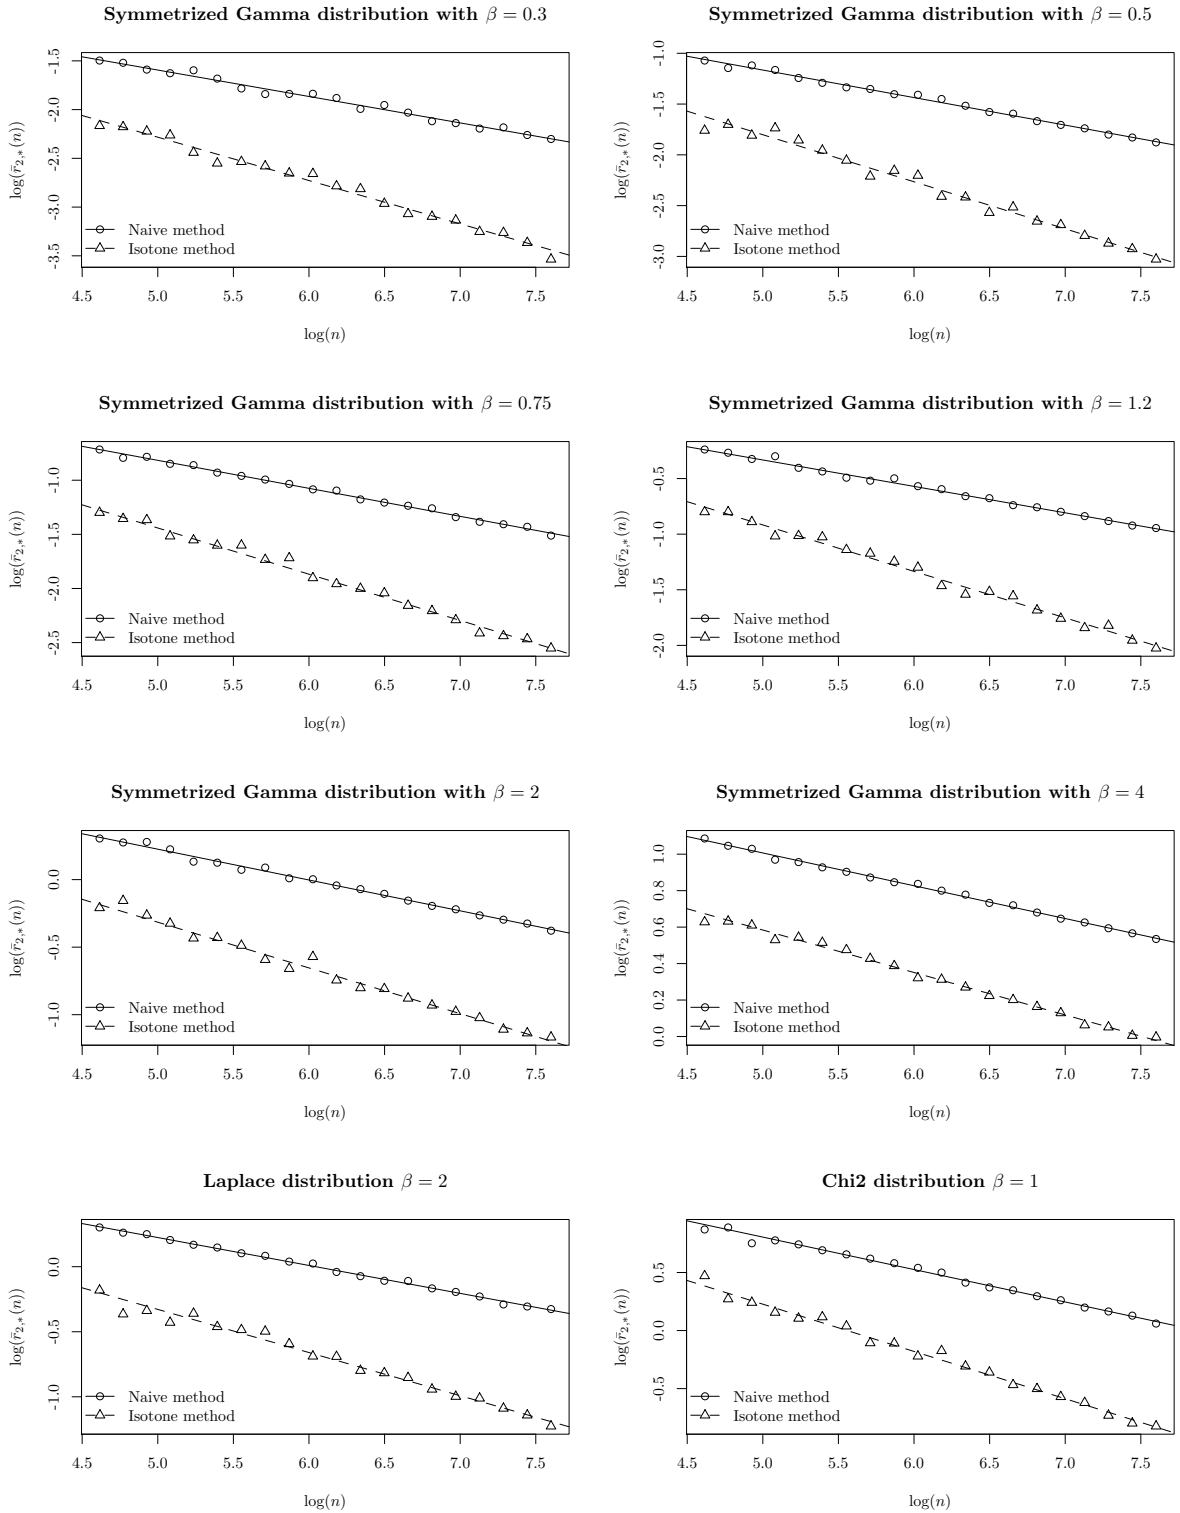 Symmetrized Gamma distribution with β = 0.3
log(r̄₂,∗(n))
-1.5
-2.0
-2.5
-3.0
-3.5
Naive method
Isotone method
4.5 5.0 5.5 6.0 6.5 7.0 7.5
log(n)
Symmetrized Gamma distribution with β = 0.5
log(r̄₂,∗(n))
-1.0
-1.5
-2.0
-2.5
-3.0
Naive method
Isotone method
4.5 5.0 5.5 6.0 6.5 7.0 7.5
log(n)
Symmetrized Gamma distribution with β = 0.75
log(r̄₂,∗(n))
-1.0
-1.5
-2.0
-2.5
Naive method
Isotone method
4.5 5.0 5.5 6.0 6.5 7.0 7.5
log(n)
Symmetrized Gamma distribution with β = 1.2
log(r̄₂,∗(n))
-0.5
-1.0
-1.5
-2.0
Naive method
Isotone method
4.5 5.0 5.5 6.0 6.5 7.0 7.5
log(n)
Symmetrized Gamma distribution with β = 2
log(r̄₂,∗(n))
0.0
-0.5
-1.0
Naive method
Isotone method
4.5 5.0 5.5 6.0 6.5 7.0 7.5
log(n)
Symmetrized Gamma distribution with β = 4
log(r̄₂,∗(n))
1.0
0.8
0.6
0.4
0.2
0.0
Naive method
Isotone method
4.5 5.0 5.5 6.0 6.5 7.0 7.5
log(n)
Laplace distribution β = 2
log(r̄₂,∗(n))
0.0
-0.5
-1.0
Naive method
Isotone method
4.5 5.0 5.5 6.0 6.5 7.0 7.5
log(n)
Chi2 distribution β = 1
log(r̄₂,∗(n))
0.5
0.0
-0.5
Naive method
Isotone method
4.5 5.0 5.5 6.0 6.5 7.0 7.5
log(n)